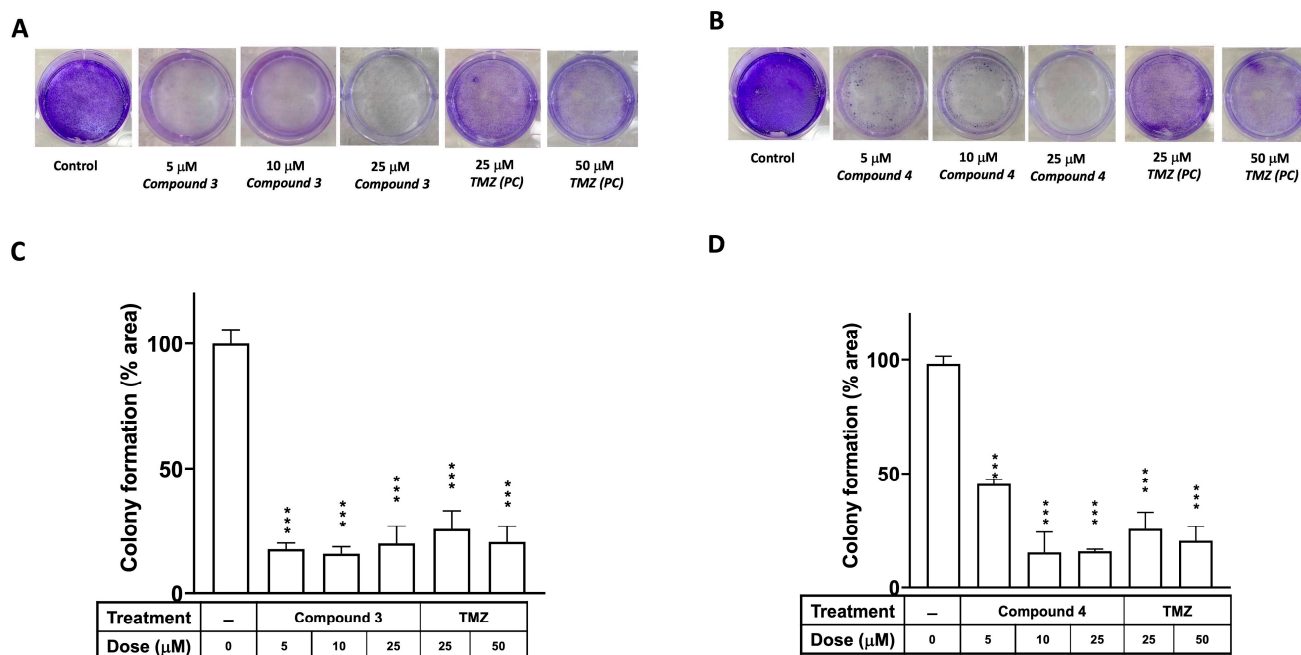 A
Control
5 μM
Compound 3
10 μM
Compound 3
25 μM
Compound 3
25 μM
TMZ (PC)
50 μM
TMZ (PC)
B
Control
5 μM
Compound 4
10 μM
Compound 4
25 μM
Compound 4
25 μM
TMZ (PC)
50 μM
TMZ (PC)
C
Colony formation (% area)
100
50
0
***
***
***
***
***
Treatment – Compound 3 TMZ
Dose (μM) 0 5 10 25 25 50
D
Colony formation (% area)
100
50
0
***
***
***
***
***
Treatment – Compound 4 TMZ
Dose (μM) 0 5 10 25 25 50